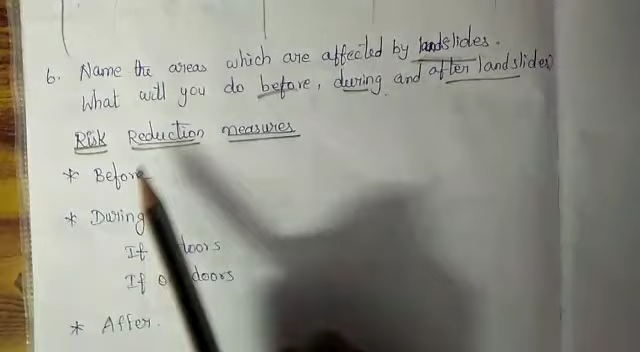 6. Name the areas which are affected by landslides.
What will you do before, during and after landslides
Risk Reduction measures
* Before
* During
If doors
If o doors
* After.